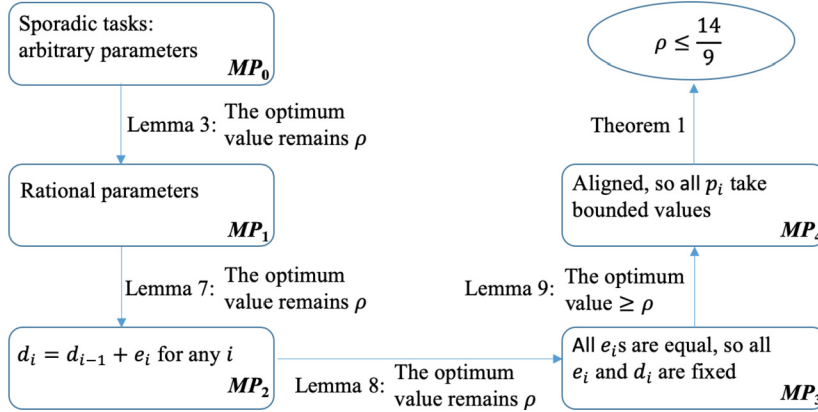 Sporadic tasks:
arbitrary parameters
MP₀
Lemma 3: The optimum
value remains ρ
Rational parameters
MP₁
Lemma 7: The optimum
value remains ρ
dᵢ = dᵢ₋₁ + eᵢ for any i
MP₂
Lemma 8: The optimum
value remains ρ
All eᵢs are equal, so all
eᵢ and dᵢ are fixed
MP₃
Lemma 9: The optimum
value ≥ ρ
Aligned, so all pᵢ take
bounded values
MP₄
Theorem 1
ρ ≤ 14/9